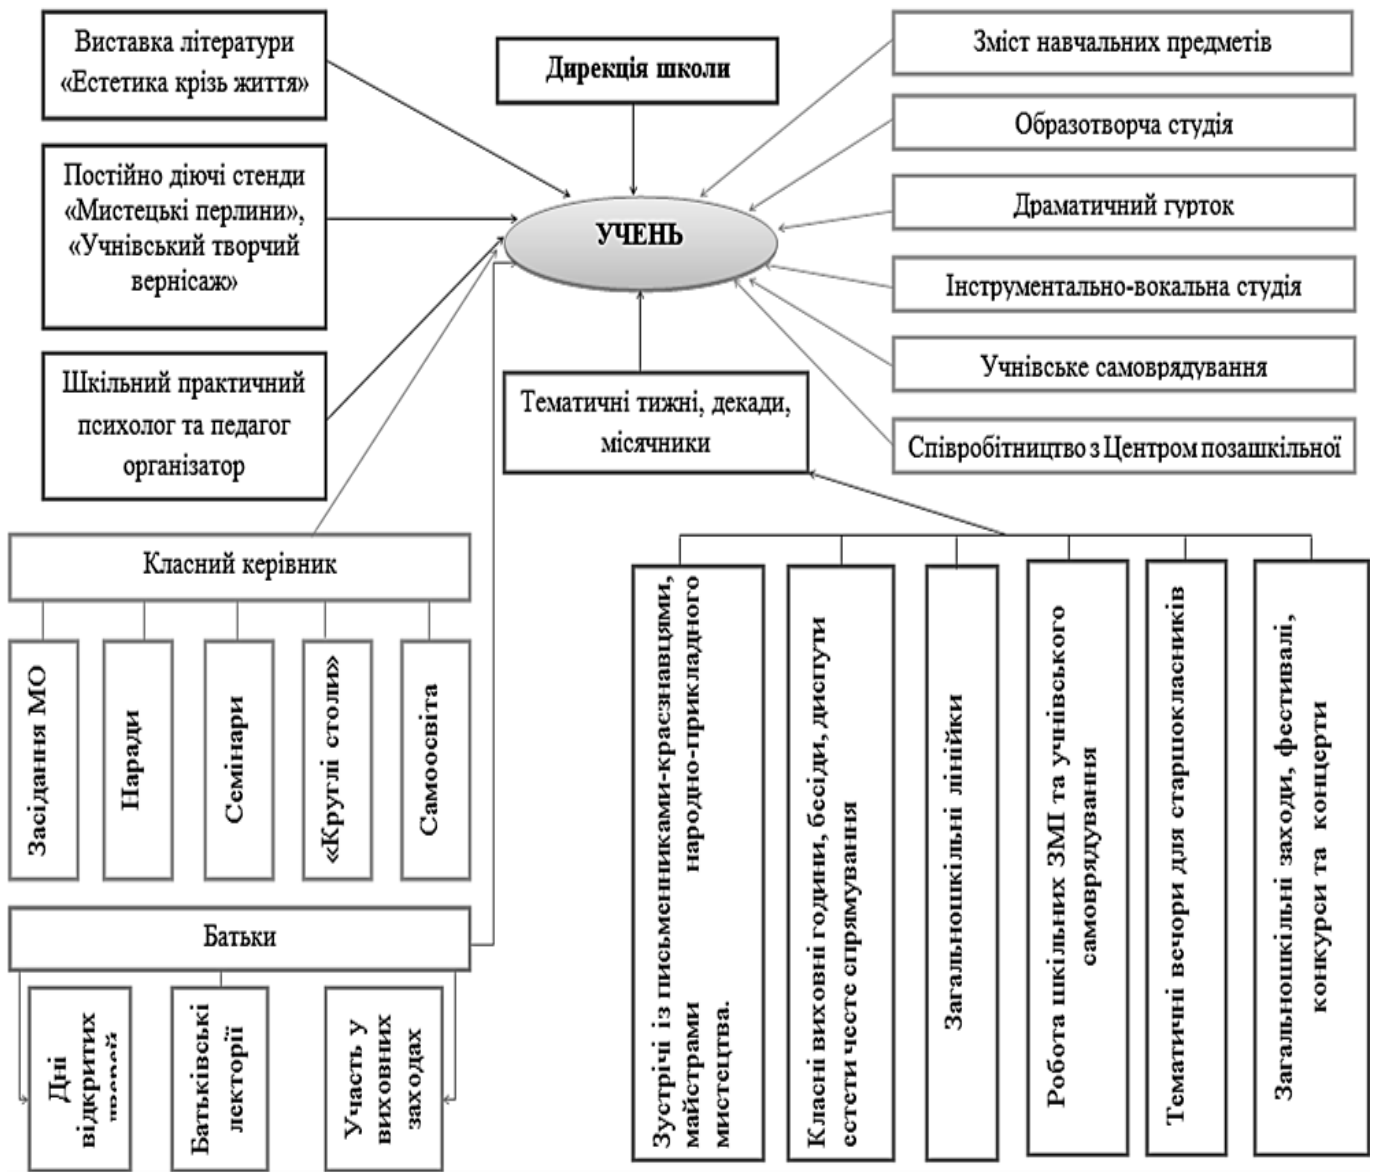 Виставка літератури
«Естетика крізь життя»
Дирекція школи
Зміст навчальних предметів
Образотворча студія
Постійно діючі стенди
«Мистецькі перлини»,
«Учнівський творчий
вернісаж»
Драматичний гурток
УЧЕНЬ
Інструментально-вокальна студія
Шкільний практичний
психолог та педагог
організатор
Тематичні тижні, декади,
місячники
Учнівське самоврядування
Співробітництво з Центром позашкільної
Класний керівник
Засідання МО
Наради
Семінари
«Круглі столи»
Самоосвіта
Батьки
Дні
відкритих
Батьківські
лекторії
Участь у
виховних
заходах
Зустрічі із письменниками-краєзнавцями,
майстрами народно-прикладного
мистецтва.
Класні виховні години, бесіди, диспути
естети чєстє спрямування
Загальношкільні лінійки
Робота шкільних ЗМІ та учнівського
самоврядування
Тематичні вечори для старшокласників
Загальношкільні заходи, фестивалі,
конкурси та концерти